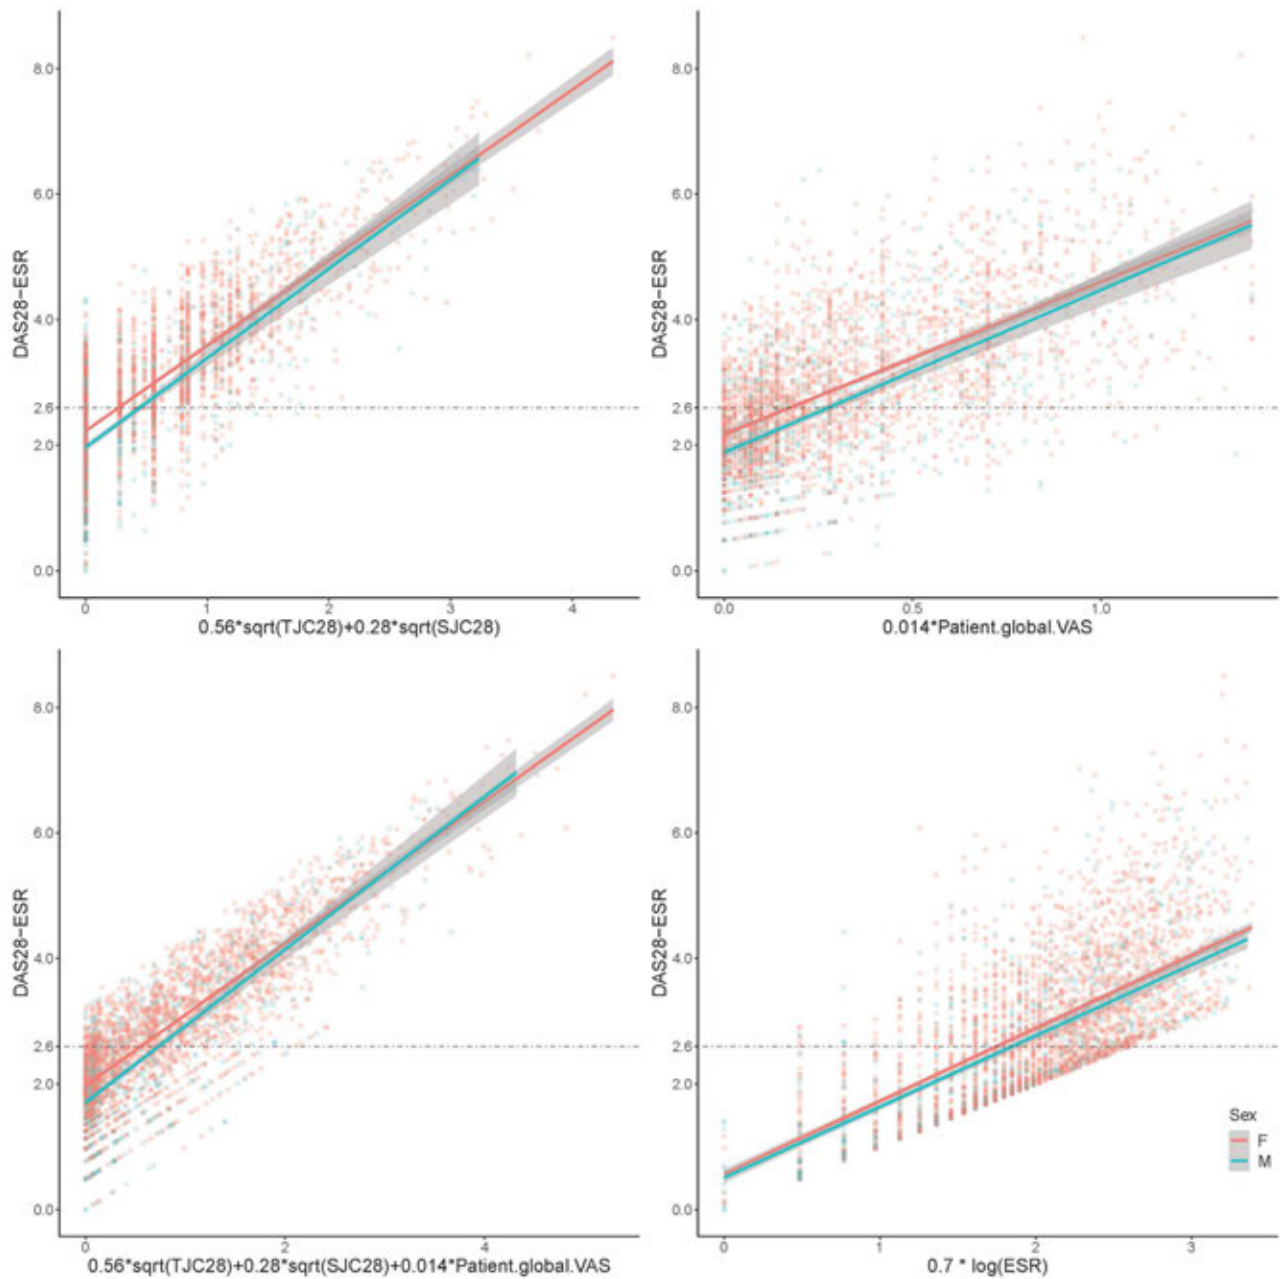 8.0
6.0
4.0
2.6
2.0
0.0
DAS28-ESR
0 1 2 3 4
0.56*sqrt(TJC28)+0.28*sqrt(SJC28)
8.0
6.0
4.0
2.6
2.0
0.0
DAS28-ESR
0.0 0.5 1.0
0.014*Patient.global.VAS
8.0
6.0
4.0
2.6
2.0
0.0
DAS28-ESR
0 2 4
0.56*sqrt(TJC28)+0.28*sqrt(SJC28)+0.014*Patient.global.VAS
8.0
6.0
4.0
2.6
2.0
0.0
DAS28-ESR
Sex
F
M
0 1 2 3
0.7 * log(ESR)